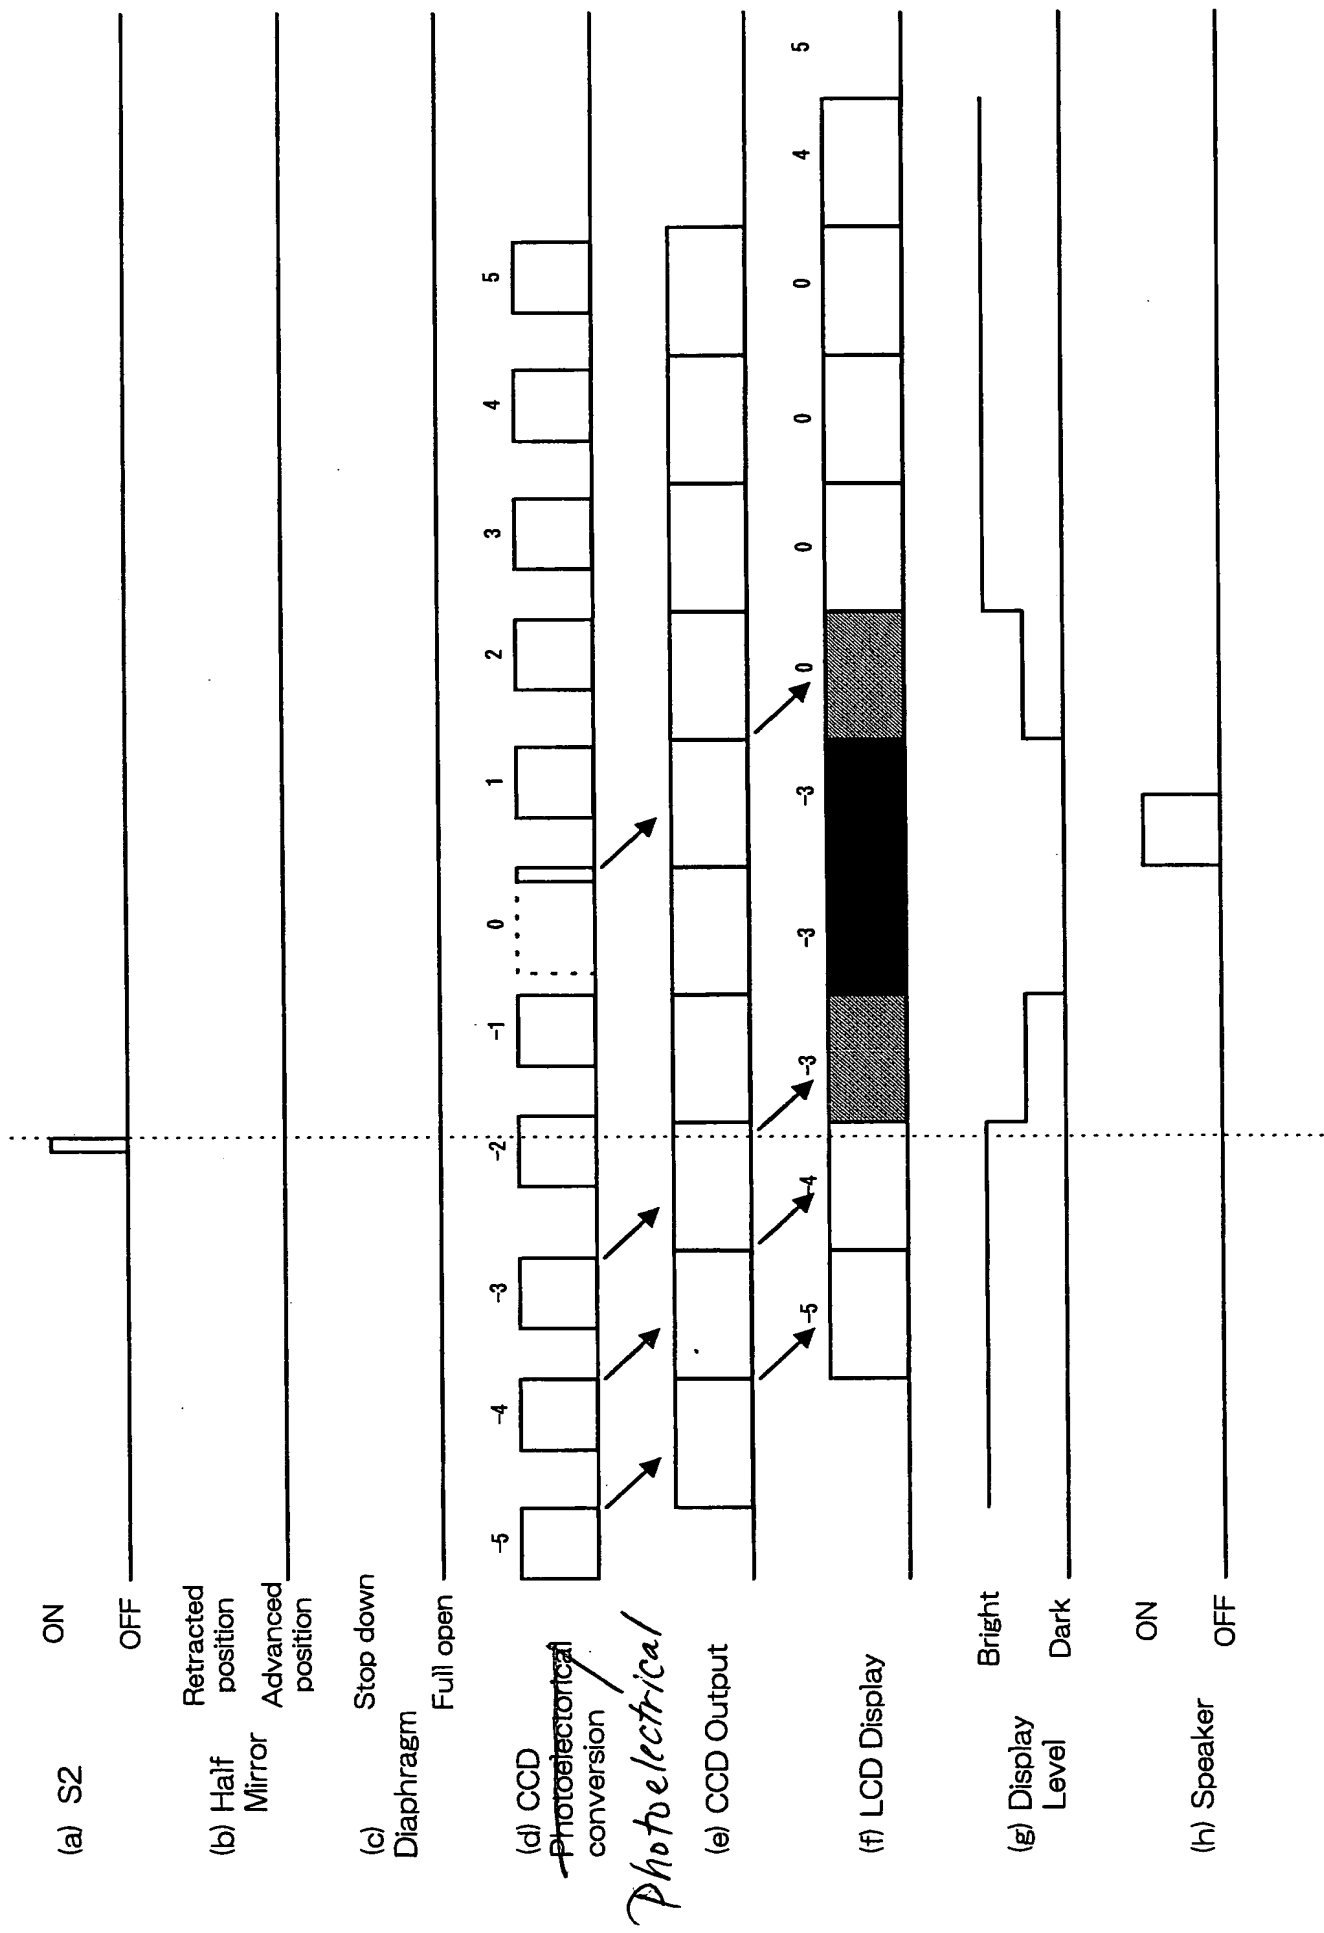 (a) S2
ON
OFF
(b) Half
Mirror
Retracted
position
Advanced
position
(c)
Diaphragm
Stop down
Full open
(d) CCD
Photoelectorical
conversion
Photoelectrical
-5 -4 -3 -2 -1 0 1 2 3 4 5
(e) CCD Output
(f) LCD Display
-5 -4 -3 -3 -3 0 0 0 0 4 5
(g) Display
Level
Bright
Dark
(h) Speaker
ON
OFF